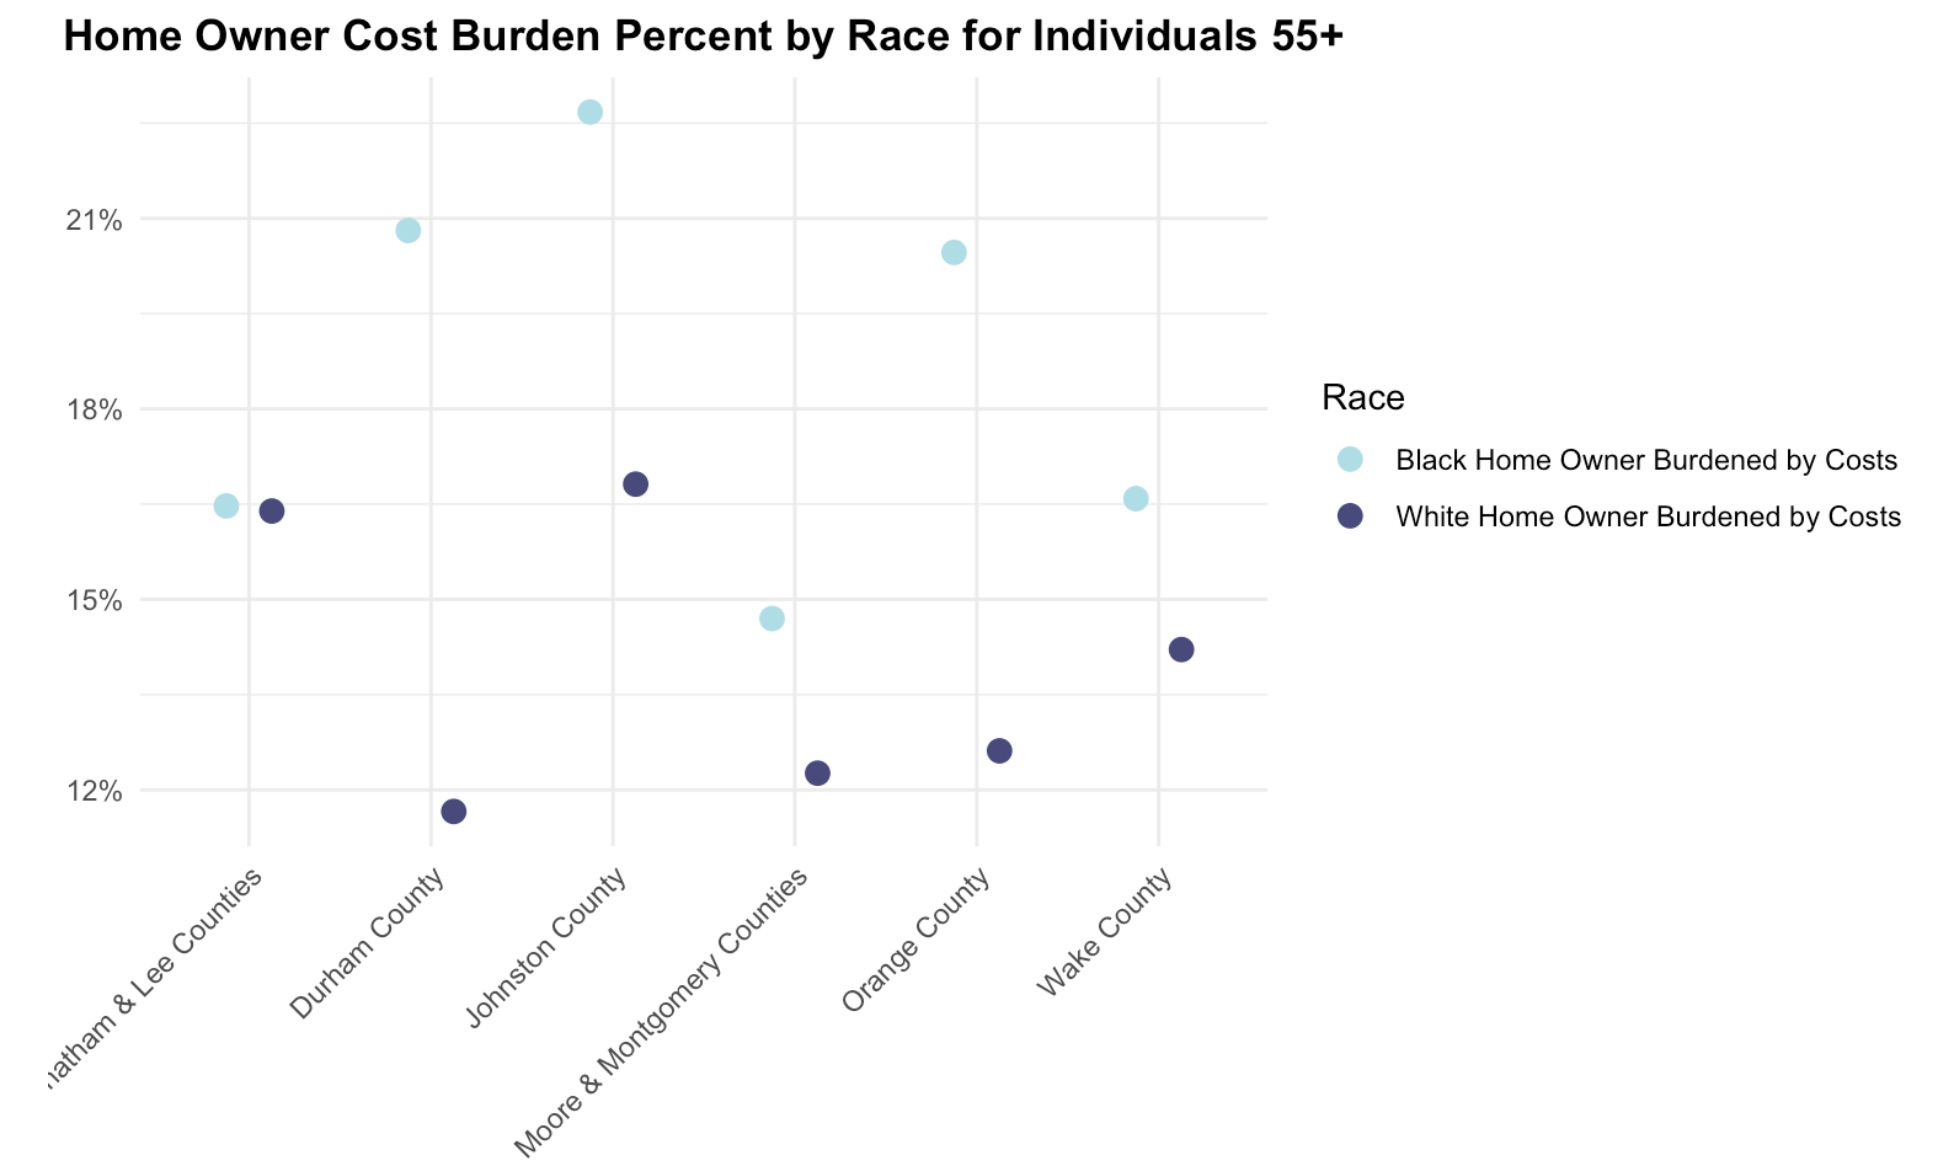 Home Owner Cost Burden Percent by Race for Individuals 55+
21%
18%
15%
12%
Race
Black Home Owner Burdened by Costs
White Home Owner Burdened by Costs
& Lee Counties
Durham County
Johnston County
Moore & Montgomery Counties
Orange County
Wake County